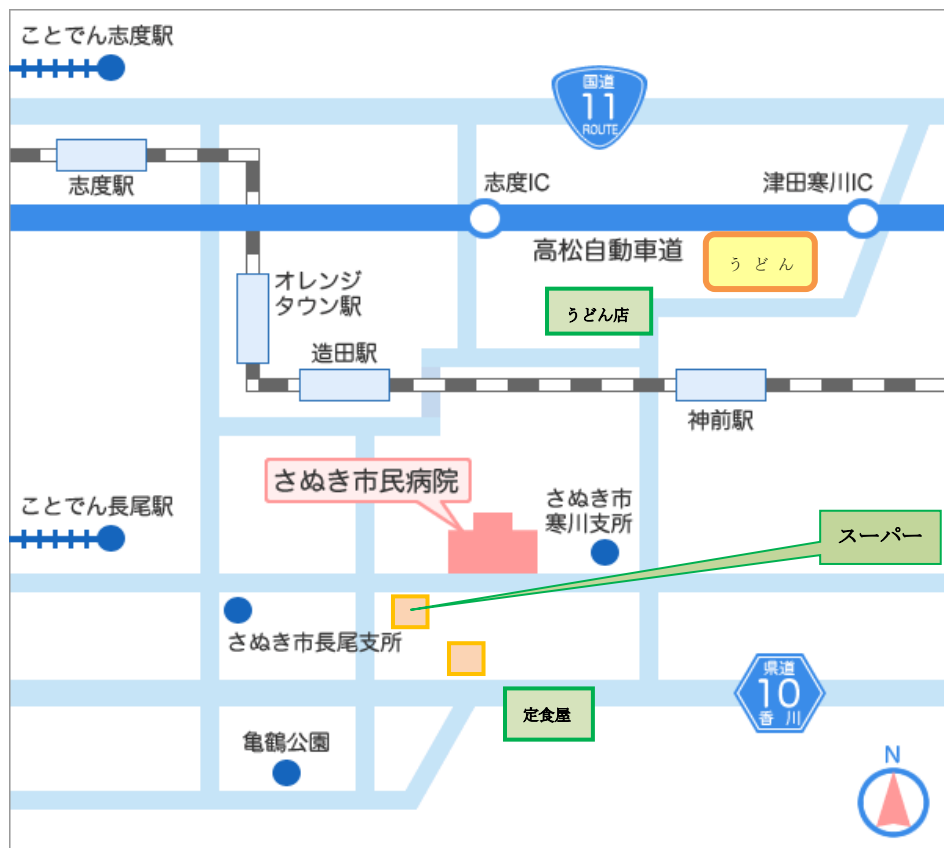 ことでん志度駅
国道
11
ROUTE
志度駅
志度IC
津田寒川IC
高松自動車道
うどん
オレンジ
タウン駅
うどん店
造田駅
神前駅
さぬき市民病院
ことでん長尾駅
さぬき市
寒川支所
スーパー
さぬき市長尾支所
県道
10
香川
定食屋
亀鶴公園
N